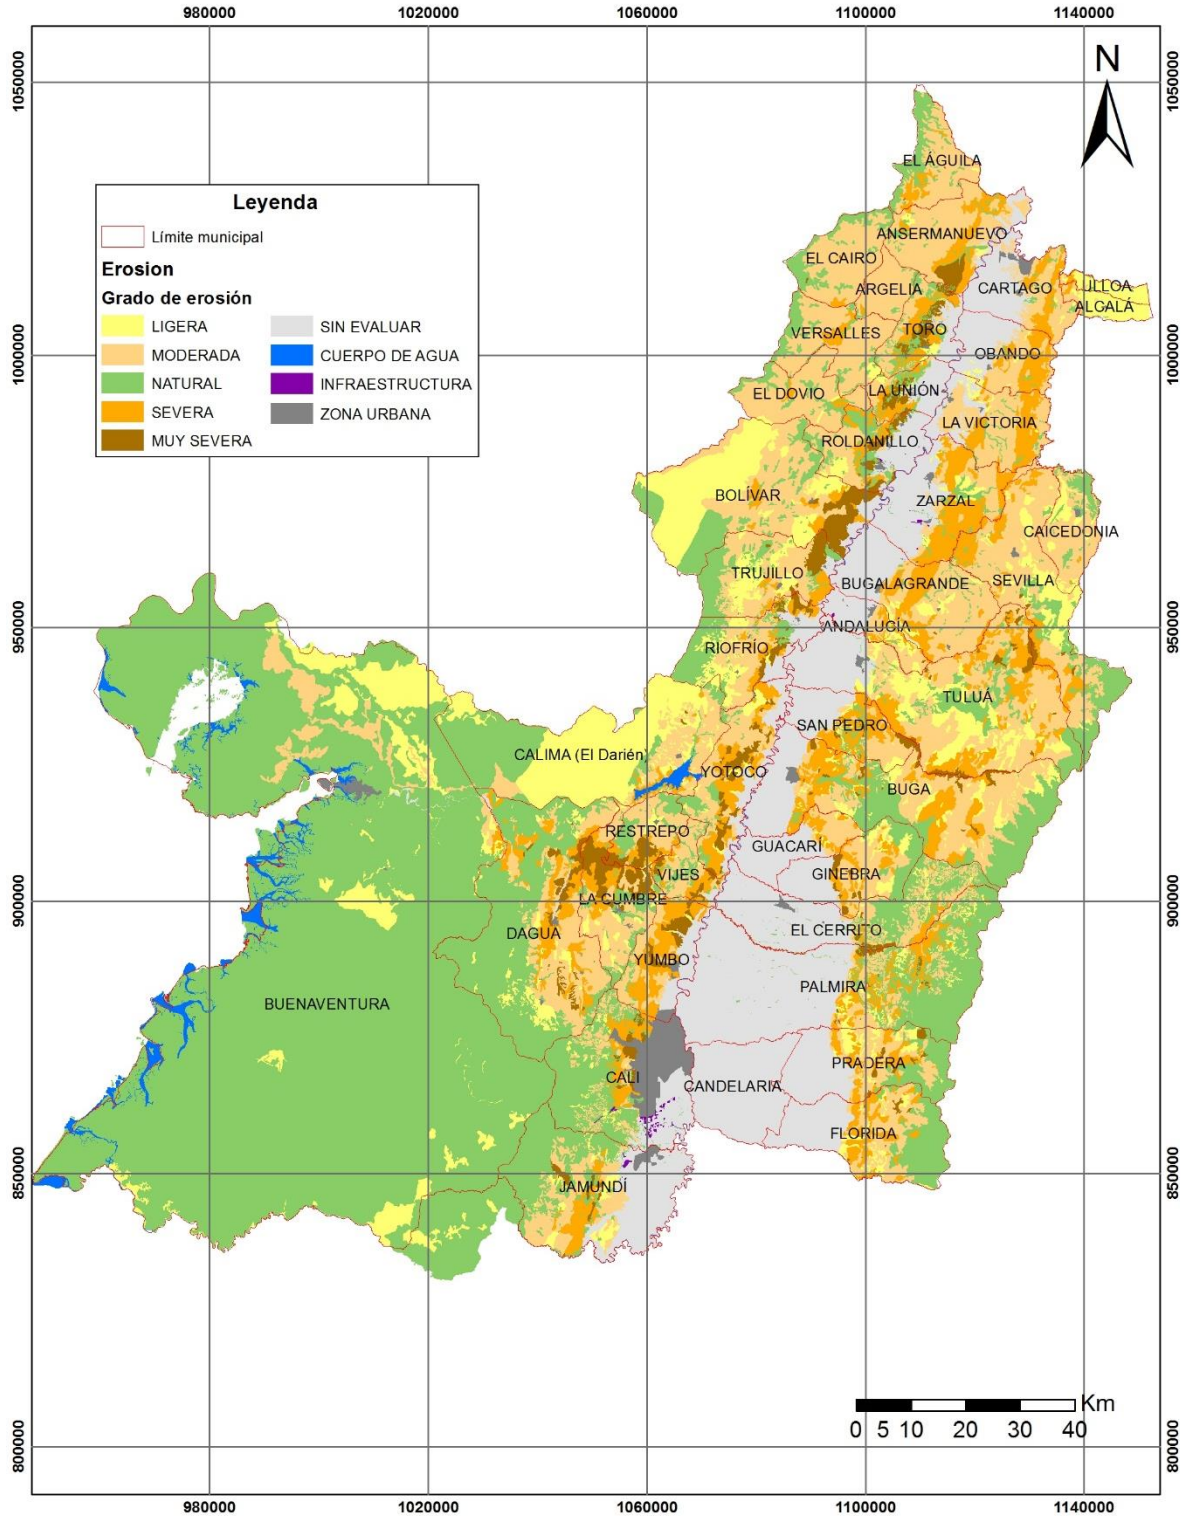 980000 1020000 1060000 1100000 1140000
1050000 1050000
N
EL ÁGUILA
Leyenda
Límite municipal
Erosion
Grado de erosión
LIGERA SIN EVALUAR
MODERADA CUERPO DE AGUA
NATURAL INFRAESTRUCTURA
SEVERA ZONA URBANA
MUY SEVERA
ANSERMANUEVO
EL CAIRO
ARGELIA CARTAGO ULLOA
ALCALÁ
VERSALLES TORO
1000000 1000000
OBANDO
EL DOVIO LA UNIÓN
LA VICTORIA
ROLDANILLO
BOLÍVAR ZARZAL
CAICEDONIA
TRUJILLO BUGALAGRANDE SEVILLA
950000 950000
ANDALUCÍA
RIOFRÍO
TULUÁ
SAN PEDRO
CALIMA (El Darién)
YOTOCO
BUGA
RESTREPO
GUACARÍ
VIJES GINEBRA
LA CUMBRE
900000 900000
DAGUA EL CERRITO
YUMBO
BUENAVENTURA PALMIRA
PRADERA
CALI CANDELARIA
FLORIDA
850000 850000
JAMUNDÍ
Km
0 5 10 20 30 40
800000 800000
980000 1020000 1060000 1100000 1140000